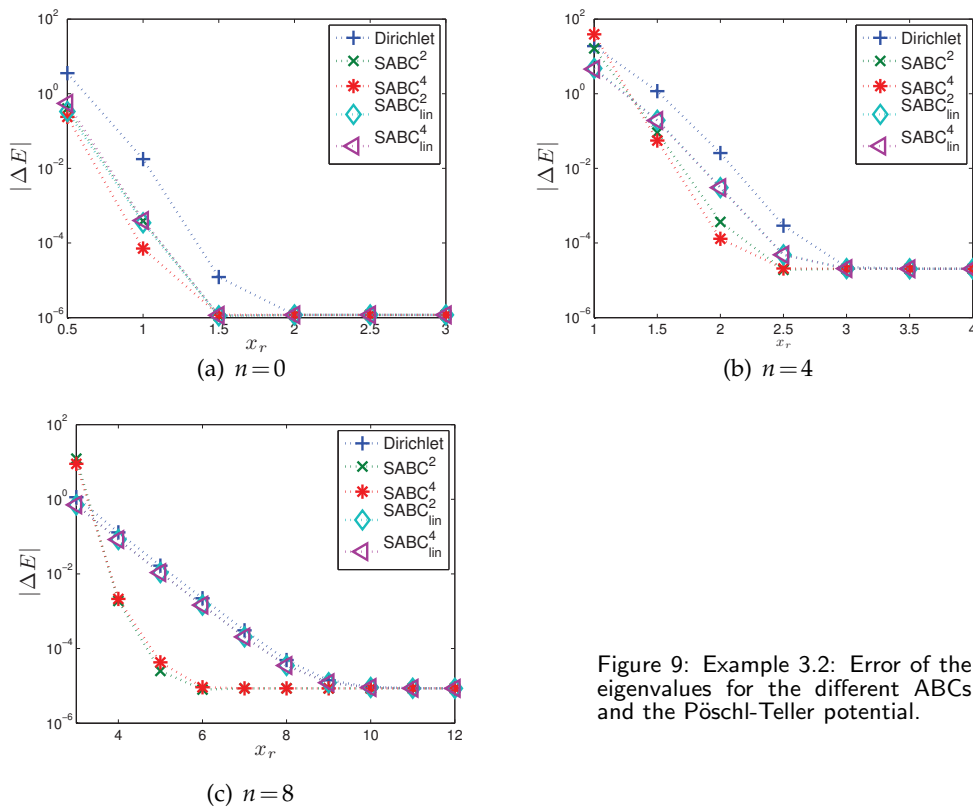 10^2
10^0
10^-2
10^-4
10^-6
|ΔE|
0.5 1 1.5 2 2.5 3
x_r
Dirichlet
SABC^2
SABC^4
SABC^2_lin
SABC^4_lin
(a) n=0
10^2
10^0
10^-2
10^-4
10^-6
|ΔE|
1 1.5 2 2.5 3 3.5 4
x_r
Dirichlet
SABC^2
SABC^4
SABC^2_lin
SABC^4_lin
(b) n=4
10^2
10^0
10^-2
10^-4
10^-6
|ΔE|
4 6 8 10 12
x_r
Dirichlet
SABC^2
SABC^4
SABC^2_lin
SABC^4_lin
(c) n=8
Figure 9: Example 3.2: Error of the
eigenvalues for the different ABCs
and the Pöschl-Teller potential.